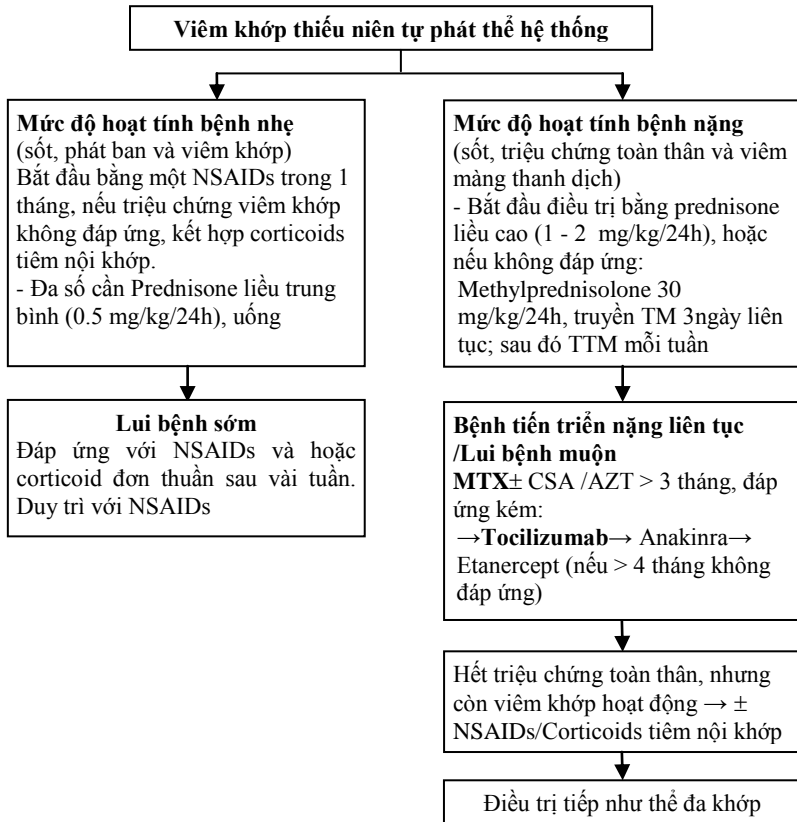 Viêm khớp thiếu niên tự phát thể hệ thống
Mức độ hoạt tính bệnh nhẹ
(sốt, phát ban và viêm khớp)
Bắt đầu bằng một NSAIDs trong 1
tháng, nếu triệu chứng viêm khớp
không đáp ứng, kết hợp corticoids
tiêm nội khớp.
- Đa số cần Prednisone liều trung
bình (0.5 mg/kg/24h), uống
Lui bệnh sớm
Đáp ứng với NSAIDs và hoặc
corticoid đơn thuần sau vài tuần.
Duy trì với NSAIDs
Mức độ hoạt tính bệnh nặng
(sốt, triệu chứng toàn thân và viêm
màng thanh dịch)
- Bắt đầu điều trị bằng prednisone
liều cao (1 - 2 mg/kg/24h), hoặc
nếu không đáp ứng:
Methylprednisolone 30
mg/kg/24h, truyền TM 3ngày liên
tục; sau đó TTM mỗi tuần
Bệnh tiến triển nặng liên tục
/Lui bệnh muộn
MTX± CSA /AZT > 3 tháng, đáp
ứng kém:
→Tocilizumab→ Anakinra→
Etanercept (nếu > 4 tháng không
đáp ứng)
Hết triệu chứng toàn thân, nhưng
còn viêm khớp hoạt động → ±
NSAIDs/Corticoids tiêm nội khớp
Điều trị tiếp như thể đa khớp